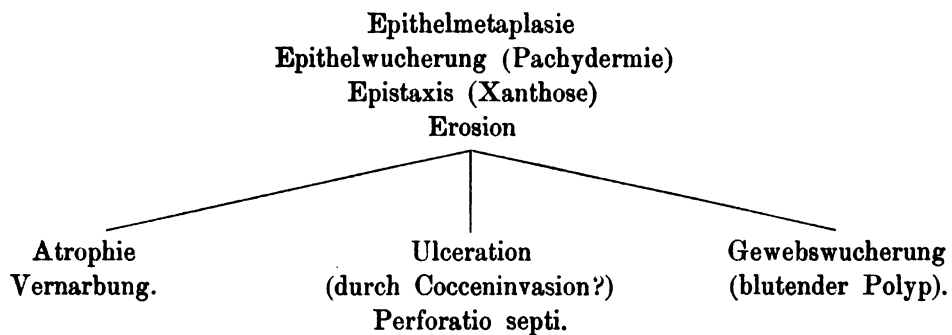 Epithelmetaplasie
Epithelwucherung (Pachydermie)
Epistaxis (Xanthose)
Erosion
Atrophie
Vernarbung.
Ulceration
(durch Cocceninvasion?)
Perforatio septi.
Gewebswucherung
(blutender Polyp).